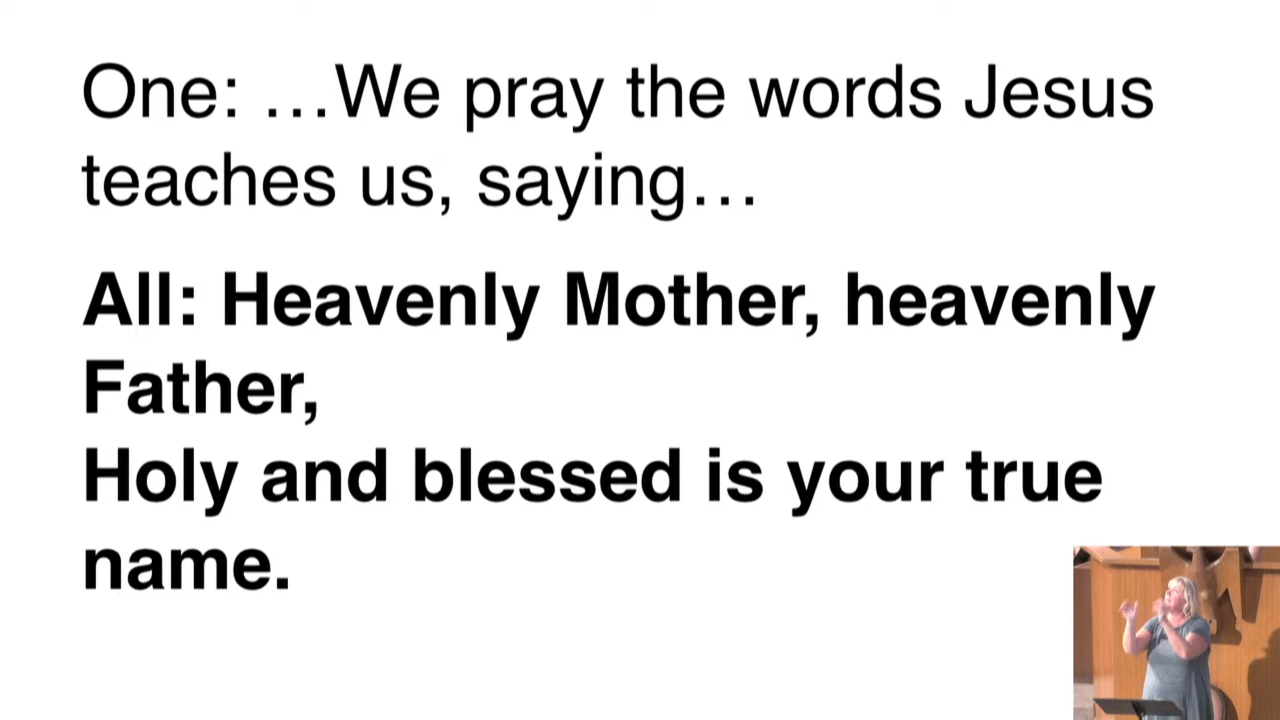 One: …We pray the words Jesus
teaches us, saying…
All: Heavenly Mother, heavenly
Father,
Holy and blessed is your true
name.